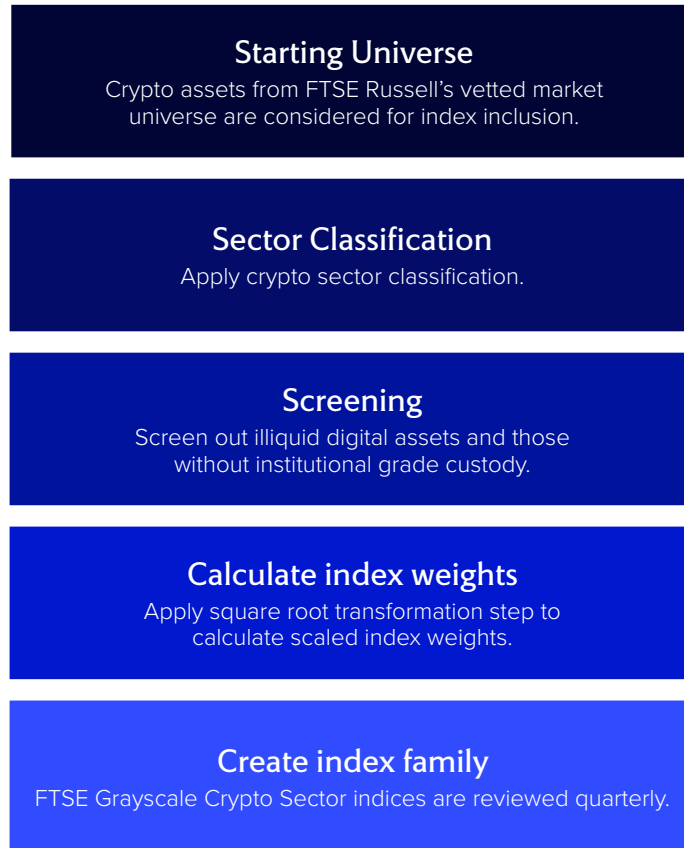 Starting Universe
Crypto assets from FTSE Russell's vetted market
universe are considered for index inclusion.
Sector Classification
Apply crypto sector classification.
Screening
Screen out illiquid digital assets and those
without institutional grade custody.
Calculate index weights
Apply square root transformation step to
calculate scaled index weights.
Create index family
FTSE Grayscale Crypto Sector indices are reviewed quarterly.